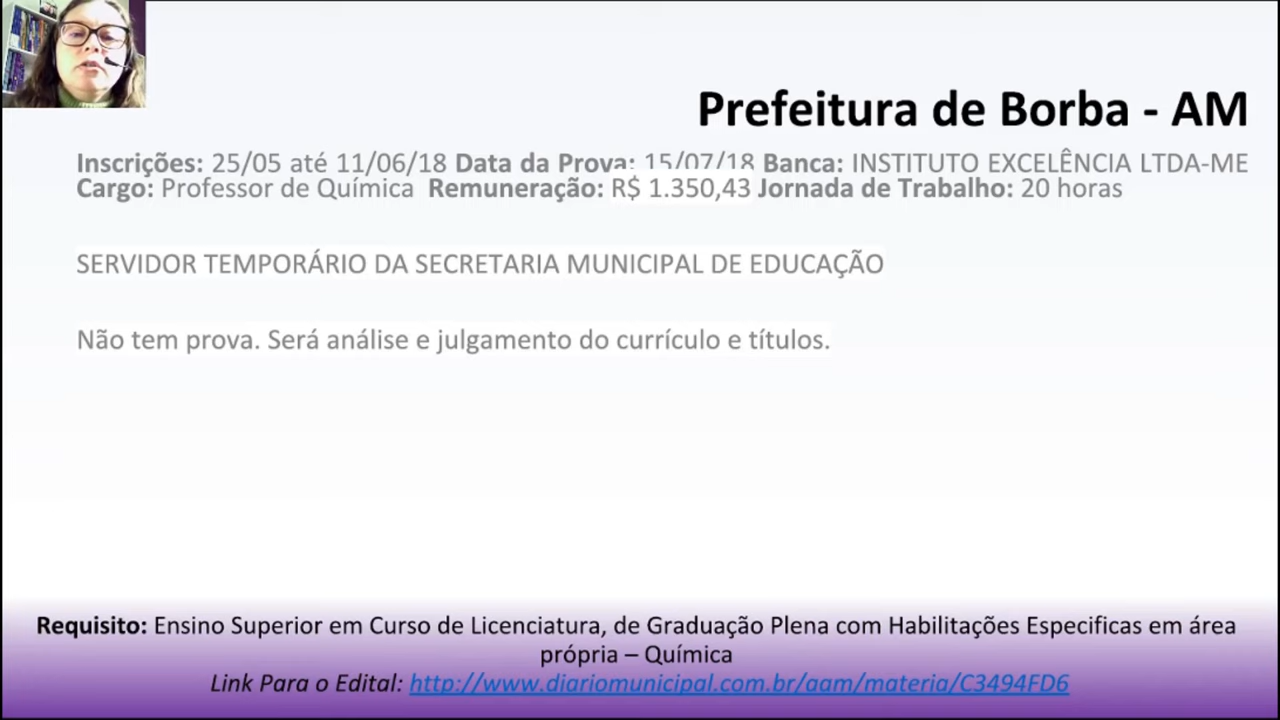 Prefeitura de Borba - AM
Inscrições: 25/05 até 11/06/18 Data da Prova: 15/07/18 Banca: INSTITUTO EXCELÊNCIA LTDA-ME
Cargo: Professor de Química Remuneração: R$ 1.350,43 Jornada de Trabalho: 20 horas
SERVIDOR TEMPORÁRIO DA SECRETARIA MUNICIPAL DE EDUCAÇÃO
Não tem prova. Será análise e julgamento do currículo e títulos.
Requisito: Ensino Superior em Curso de Licenciatura, de Graduação Plena com Habilitações Especificas em área
própria – Química
Link Para o Edital: http://www.diariomunicipal.com.br/aam/materia/C3494FD6